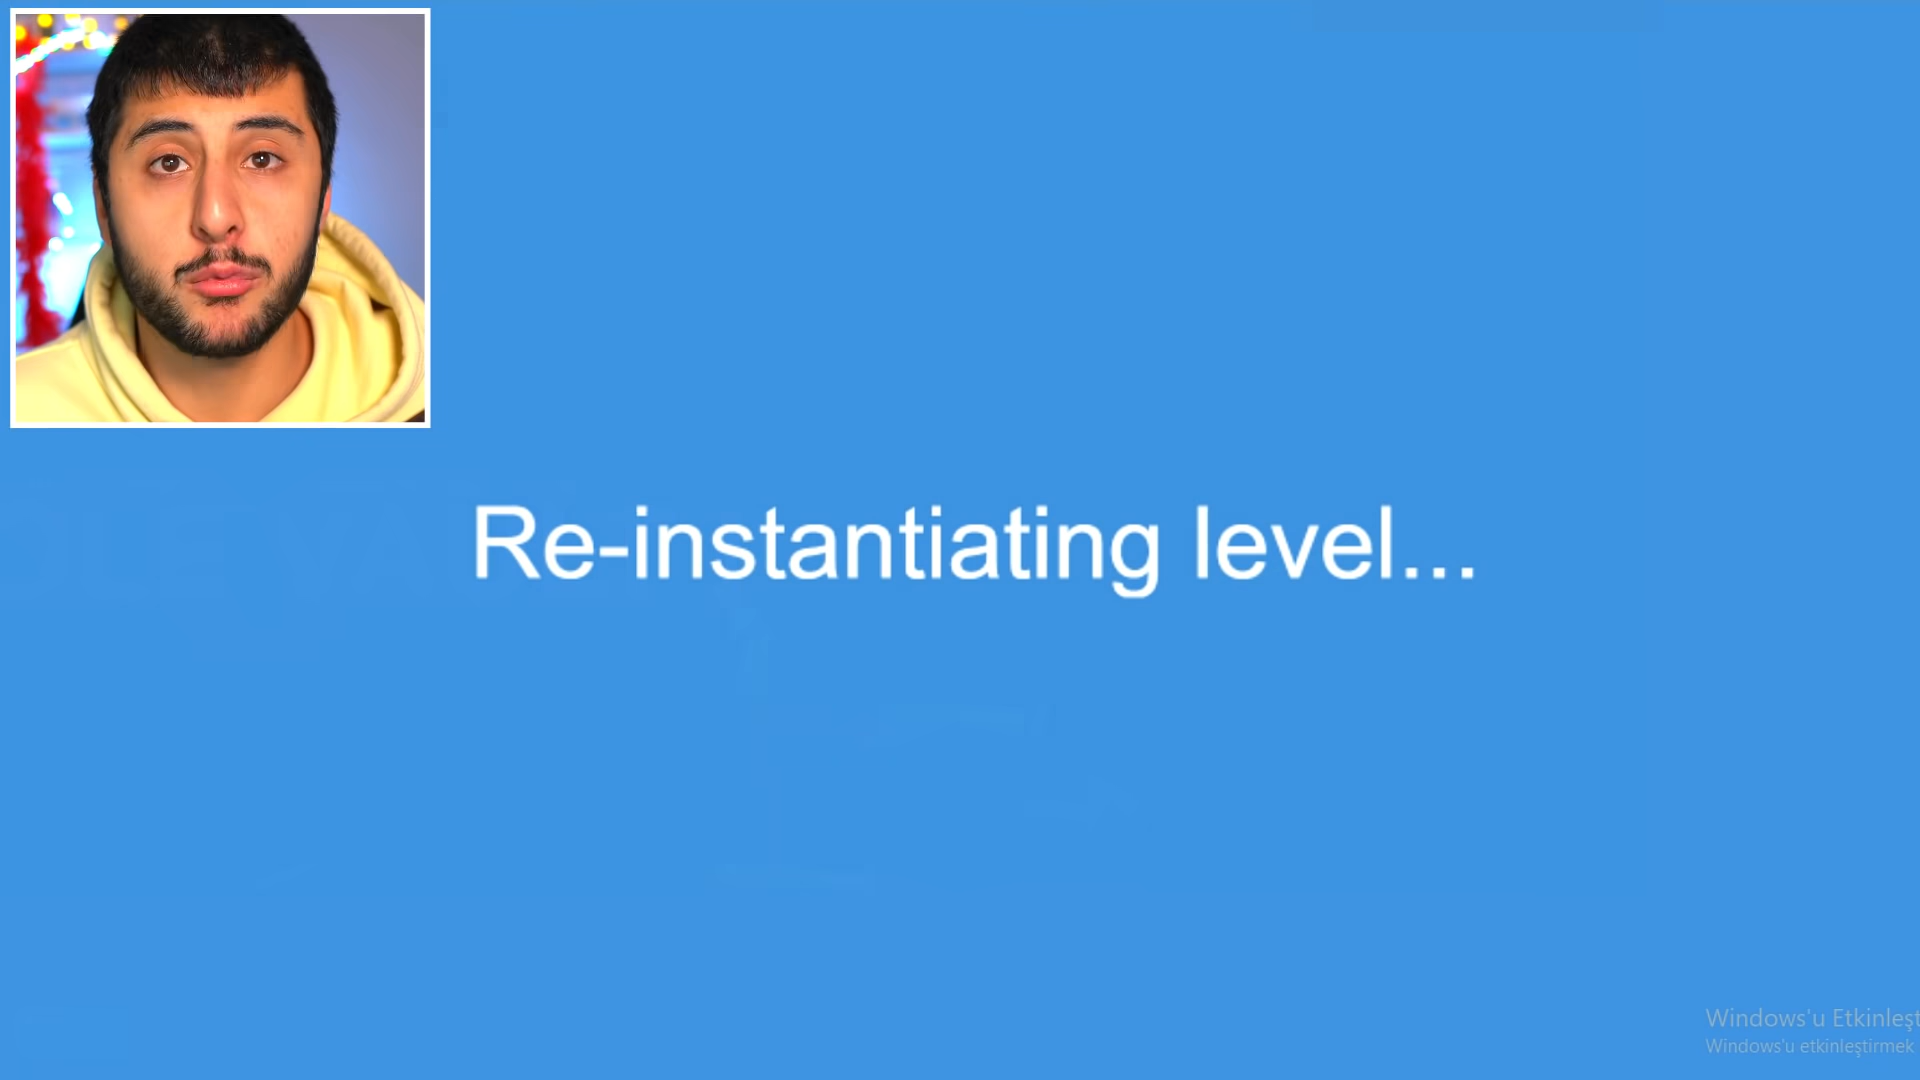 Re-instantiating level...
Windows'u Etkinleşt
Windows'u etkinleştirmek